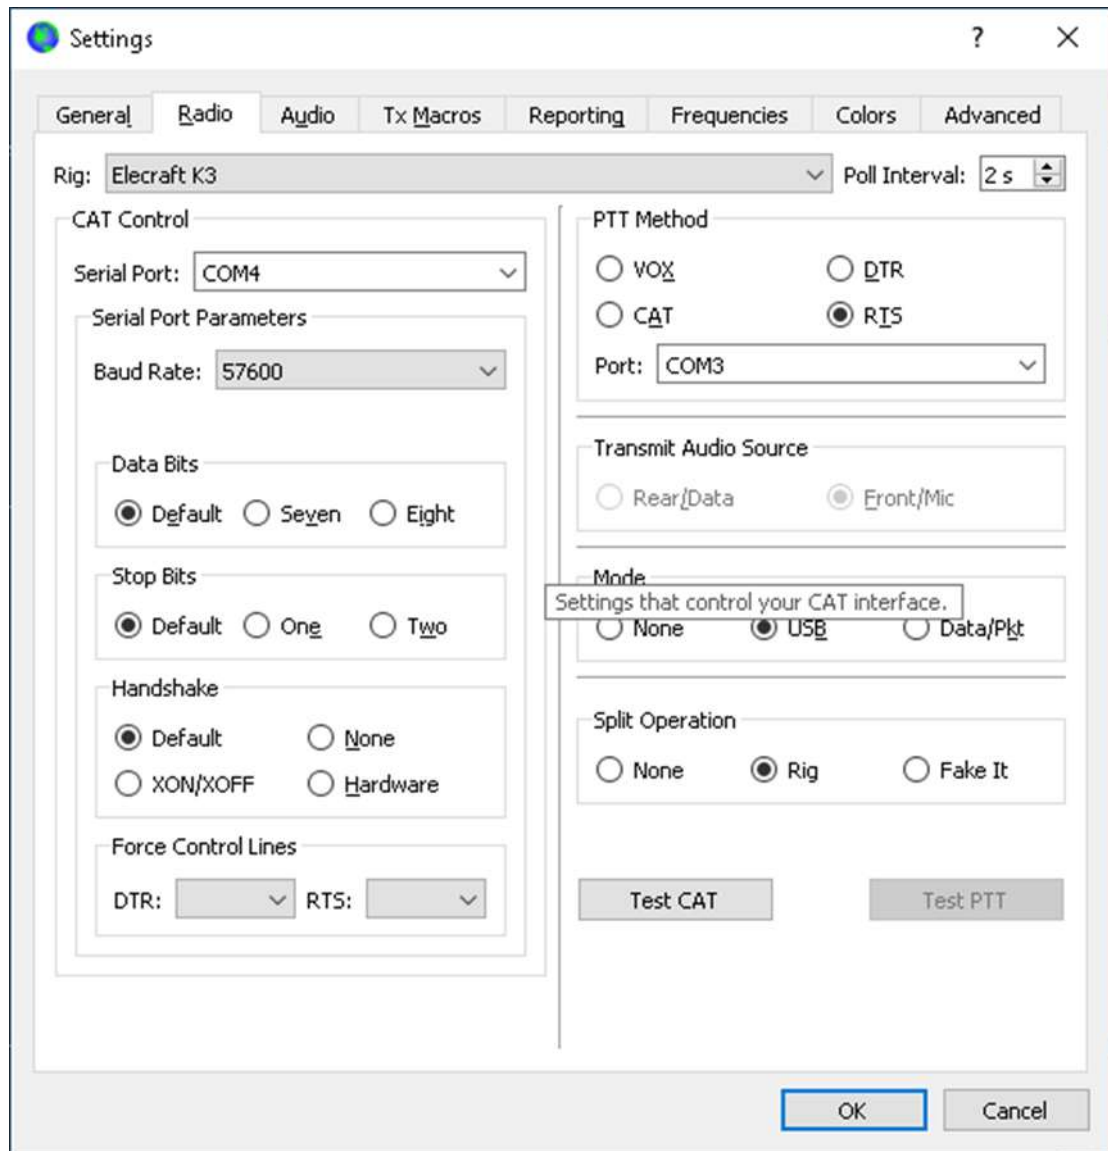 Settings ?
General Radio Audio Tx Macros Reporting Frequencies Colors Advanced
Rig: Elecraft K3 Poll Interval: 2 s
CAT Control
Serial Port: COM4
Serial Port Parameters
Baud Rate: 57600
Data Bits
Default Seven Eight
Stop Bits
Default One Two
Handshake
Default None
XON/XOFF Hardware
Force Control Lines
DTR: RTS:
PTT Method
VOX DTR
CAT RTS
Port: COM3
Transmit Audio Source
Rear/Data Front/Mic
Mode
Settings that control your CAT interface.
None USB Data/Pkt
Split Operation
None Rig Fake It
Test CAT Test PTT
OK Cancel